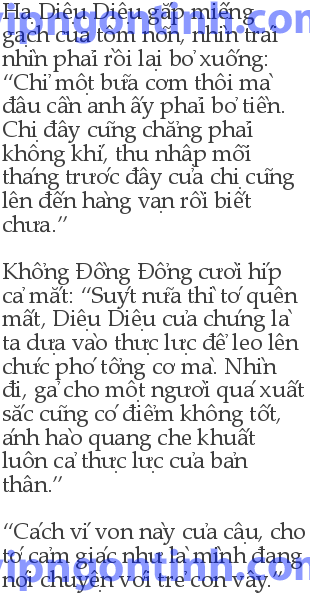 Hạ Diệu Diệu gắp miếng
gạch cua tôm nõn, nhìn trái
nhìn phải rồi lại bỏ xuống:
“Chỉ một bữa cơm thôi mà
đâu cần anh ấy phải bỏ tiền.
Chị đây cũng chẳng phải
không khí, thu nhập mỗi
tháng trước đây của chị cũng
lên đến hàng vạn rồi biết
chưa.”
Khổng Đồng Đồng cười híp
cả mắt: “Suýt nữa thì tớ quên
mất, Diệu Diệu của chúng là
ta dựa vào thực lực để leo lên
chức phó tổng cơ mà. Nhìn
đi, gả cho một người quá xuất
sắc cũng có điểm không tốt,
ánh hào quang che khuất
luôn cả thực lực của bản
thân.”
“Cách ví von này của cậu, cho
tớ cảm giác như là mình đang
nói chuyện với trẻ con vậy.”